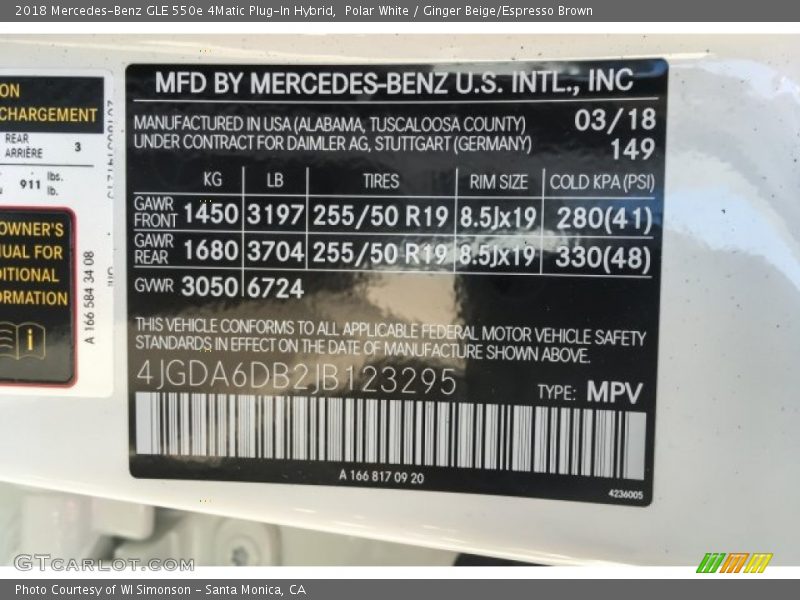 2018 Mercedes-Benz GLE 550e 4Matic Plug-In Hybrid, Polar White / Ginger Beige/Espresso Brown
ON
CHARGEMENT
REAR 3
ARRIÈRE
911 lbs.
lb.
OWNER'S
UAL FOR
DITIONAL
ORMATION
i
A 166 584 34 08
MFD BY MERCEDES-BENZ U.S. INTL., INC
MANUFACTURED IN USA (ALABAMA, TUSCALOOSA COUNTY) 03/18
UNDER CONTRACT FOR DAIMLER AG, STUTTGART (GERMANY) 149
KG LB TIRES RIM SIZE COLD KPA (PSI)
GAWR FRONT 1450 3197 255/50 R19 8.5Jx19 280(41)
GAWR REAR 1680 3704 255/50 R19 8.5Jx19 330(48)
GWR 3050 6724
THIS VEHICLE CONFORMS TO ALL APPLICABLE FEDERAL MOTOR VEHICLE SAFETY
STANDARDS IN EFFECT ON THE DATE OF MANUFACTURE SHOWN ABOVE.
4JGDA6DB2JB123295 TYPE: MPV
A 166 817 09 20
4236005
GTCARLOT.COM
Photo Courtesy of WI Simonson - Santa Monica, CA